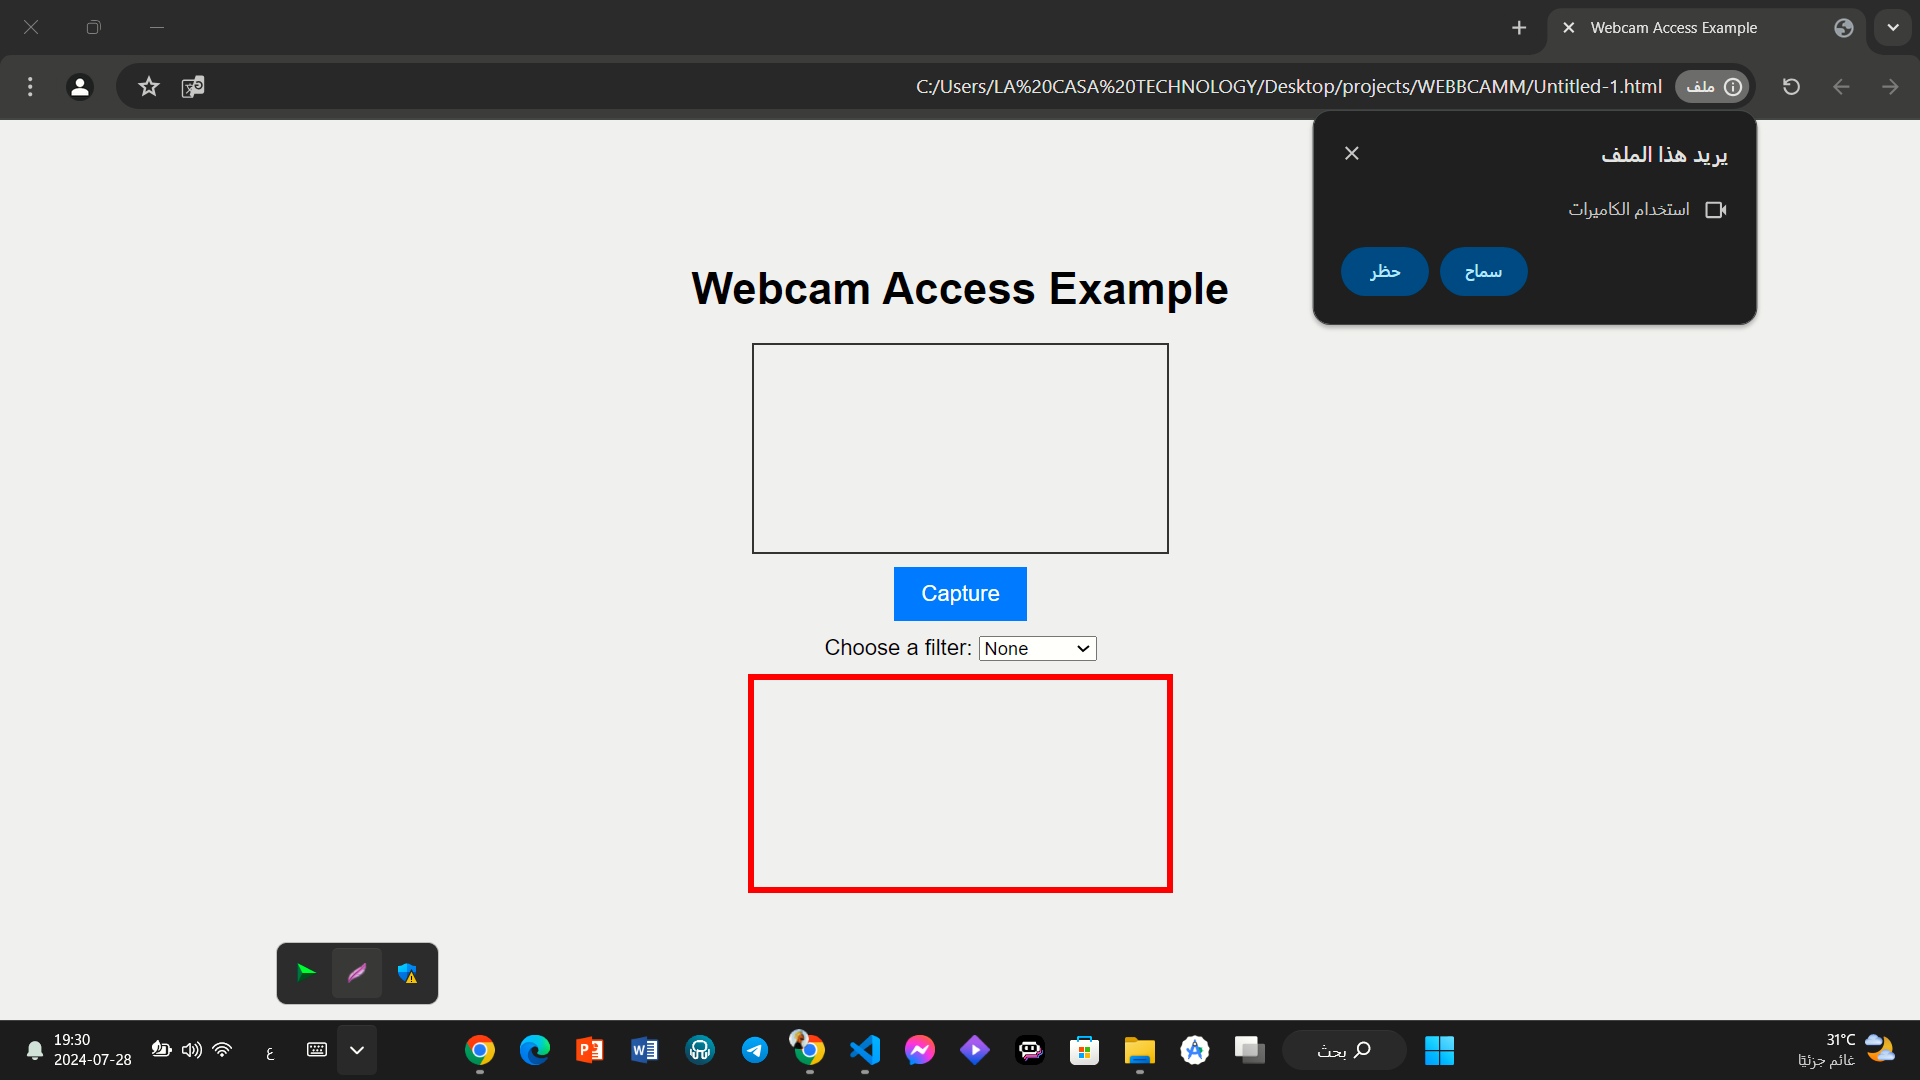 Webcam Access Example
C:/Users/LA%20CASA%20TECHNOLOGY/Desktop/projects/WEBBCAMM/Untitled-1.html
ملف
يريد هذا الملف
استخدام الكاميرات
سماح
حظر
Webcam Access Example
Capture
Choose a filter: None
19:30
2024-07-28
ع
بحث
31°C
غائم جزئيًا